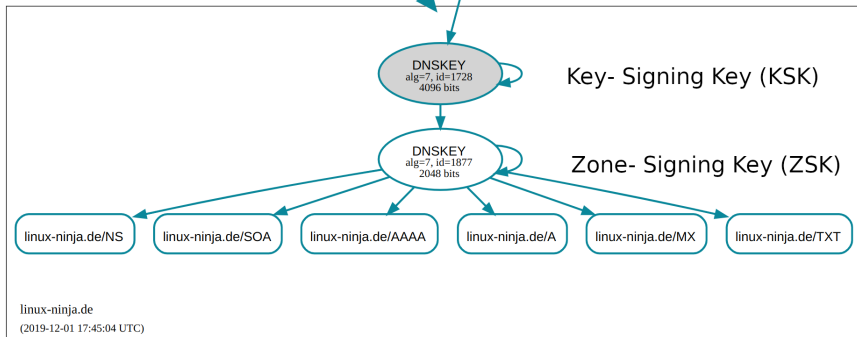 DNSKEY
alg=7, id=1728
4096 bits
Key- Signing Key (KSK)
DNSKEY
alg=7, id=1877
2048 bits
Zone- Signing Key (ZSK)
linux-ninja.de/NS
linux-ninja.de/SOA
linux-ninja.de/AAAA
linux-ninja.de/A
linux-ninja.de/MX
linux-ninja.de/TXT
linux-ninja.de
(2019-12-01 17:45:04 UTC)